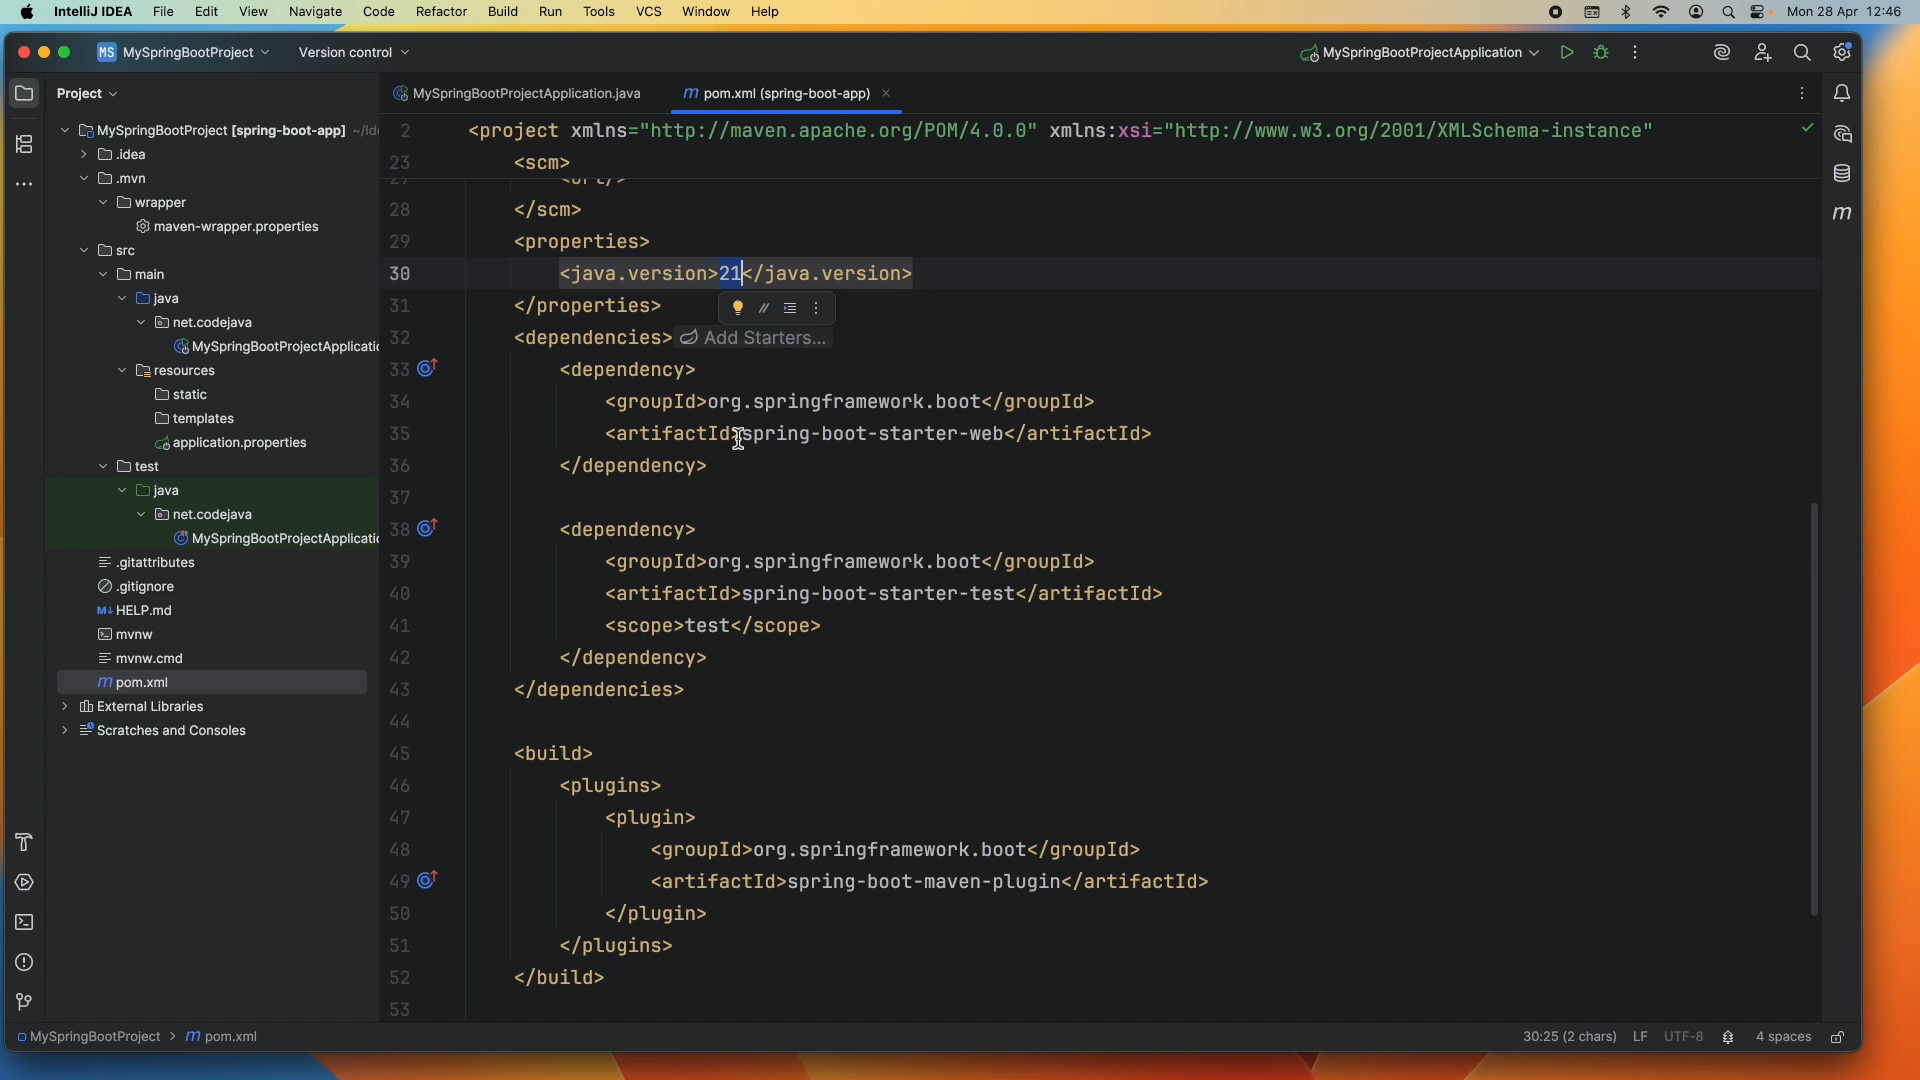 IntelliJ IDEA File Edit View Navigate Code Refactor Build Run Tools VCS Window Help Mon 28 Apr 12:46
MS MySpringBootProject Version control MySpringBootProjectApplication
Project
MySpringBootProject [spring-boot-app] ~/Id
.idea
.mvn
wrapper
maven-wrapper.properties
src
main
java
net.codejava
MySpringBootProjectApplicatio
resources
static
templates
application.properties
test
java
net.codejava
MySpringBootProjectApplicatio
.gitattributes
.gitignore
M↓ HELP.md
mvnw
mvnw.cmd
m pom.xml
External Libraries
Scratches and Consoles
MySpringBootProjectApplication.java m pom.xml (spring-boot-app)
2 <project xmlns="http://maven.apache.org/POM/4.0.0" xmlns:xsi="http://www.w3.org/2001/XMLSchema-instance"
23 <scm>
27 <url/>
28 </scm>
29 <properties>
30 <java.version>21</java.version>
31 </properties>
32 <dependencies> Add Starters...
33 <dependency>
34 <groupId>org.springframework.boot</groupId>
35 <artifactId>spring-boot-starter-web</artifactId>
36 </dependency>
37
38 <dependency>
39 <groupId>org.springframework.boot</groupId>
40 <artifactId>spring-boot-starter-test</artifactId>
41 <scope>test</scope>
42 </dependency>
43 </dependencies>
44
45 <build>
46 <plugins>
47 <plugin>
48 <groupId>org.springframework.boot</groupId>
49 <artifactId>spring-boot-maven-plugin</artifactId>
50 </plugin>
51 </plugins>
52 </build>
53
m
MySpringBootProject > m pom.xml 30:25 (2 chars) LF UTF-8 4 spaces